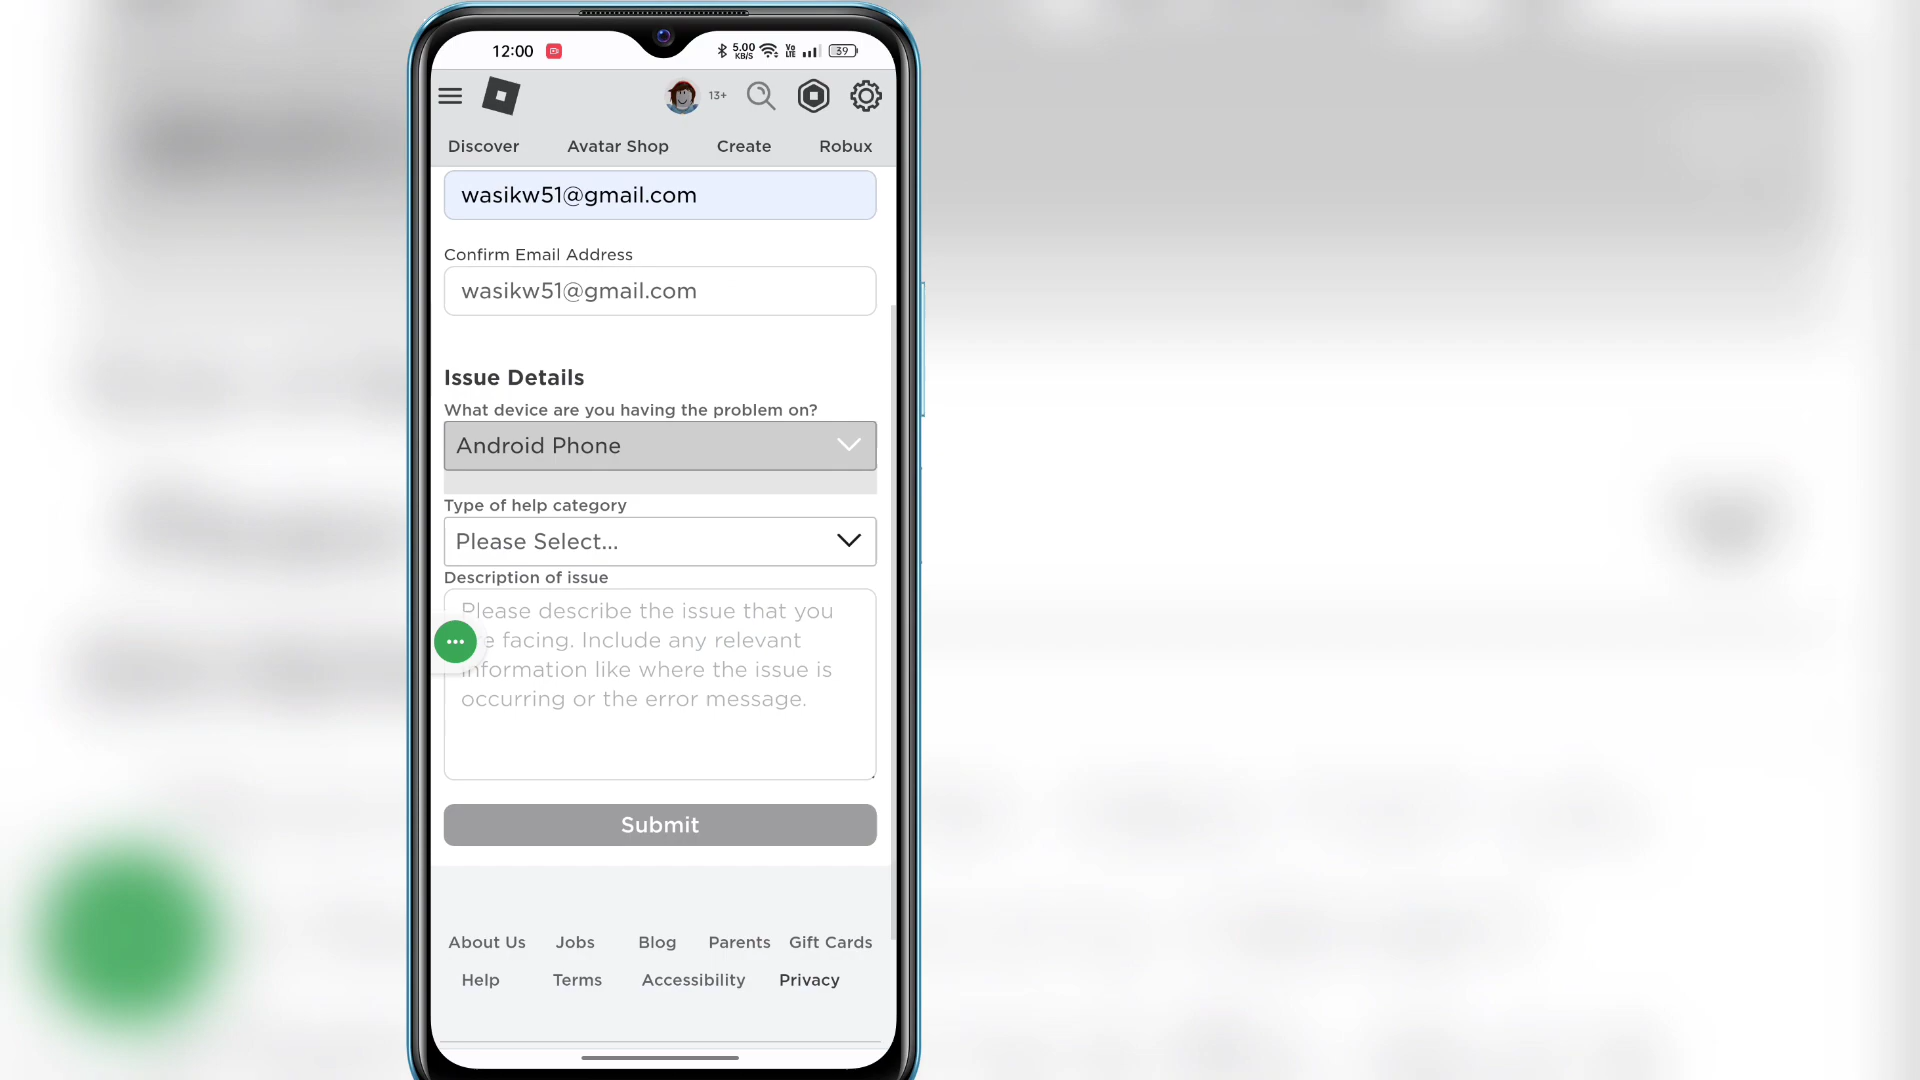 12:00
5.00
KB/S
Vo
LTE
39
13+
Discover Avatar Shop Create Robux
wasikw51@gmail.com
Confirm Email Address
wasikw51@gmail.com
Issue Details
What device are you having the problem on?
Android Phone
Type of help category
Please Select...
Description of issue
Please describe the issue that you
e facing. Include any relevant
information like where the issue is
occurring or the error message.
Submit
About Us Jobs Blog Parents Gift Cards
Help Terms Accessibility Privacy